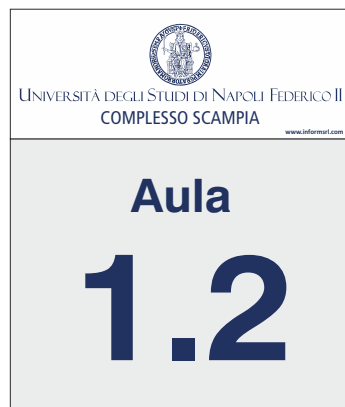 UNIVERSITÀ DEGLI STUDI DI NAPOLI FEDERICO II
COMPLESSO SCAMPIA
www.informsrl.com
Aula
1.2